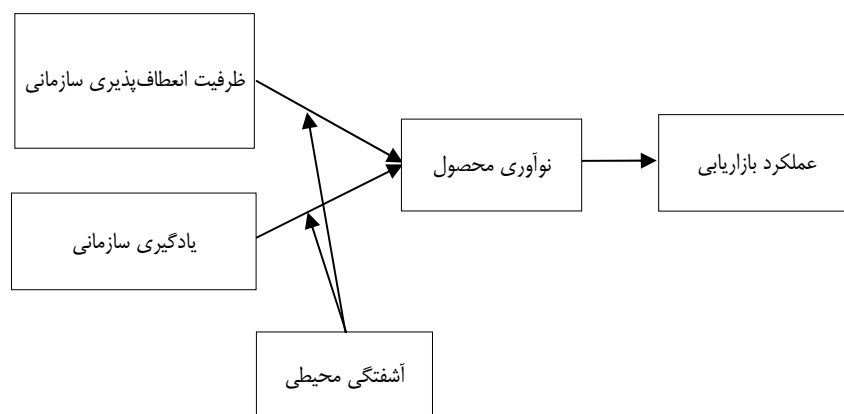 ظرفیت انعطاف‌پذیری سازمانی
نوآوری محصول
عملکرد بازاریابی
یادگیری سازمانی
آشفتگی محیطی